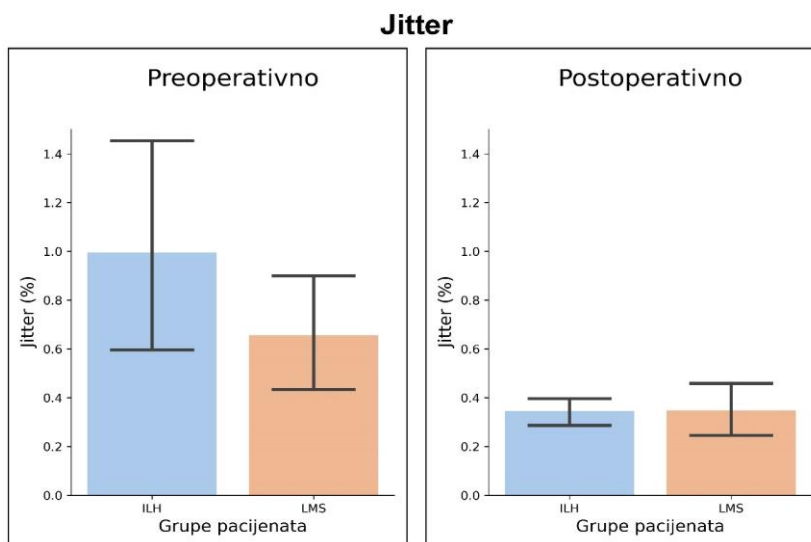 Jitter
Preoperativno
Jitter (%)
1.4
1.2
1.0
0.8
0.6
0.4
0.2
0.0
ILH LMS
Grupe pacijenata
Postoperativno
Jitter (%)
1.4
1.2
1.0
0.8
0.6
0.4
0.2
0.0
ILH LMS
Grupe pacijenata